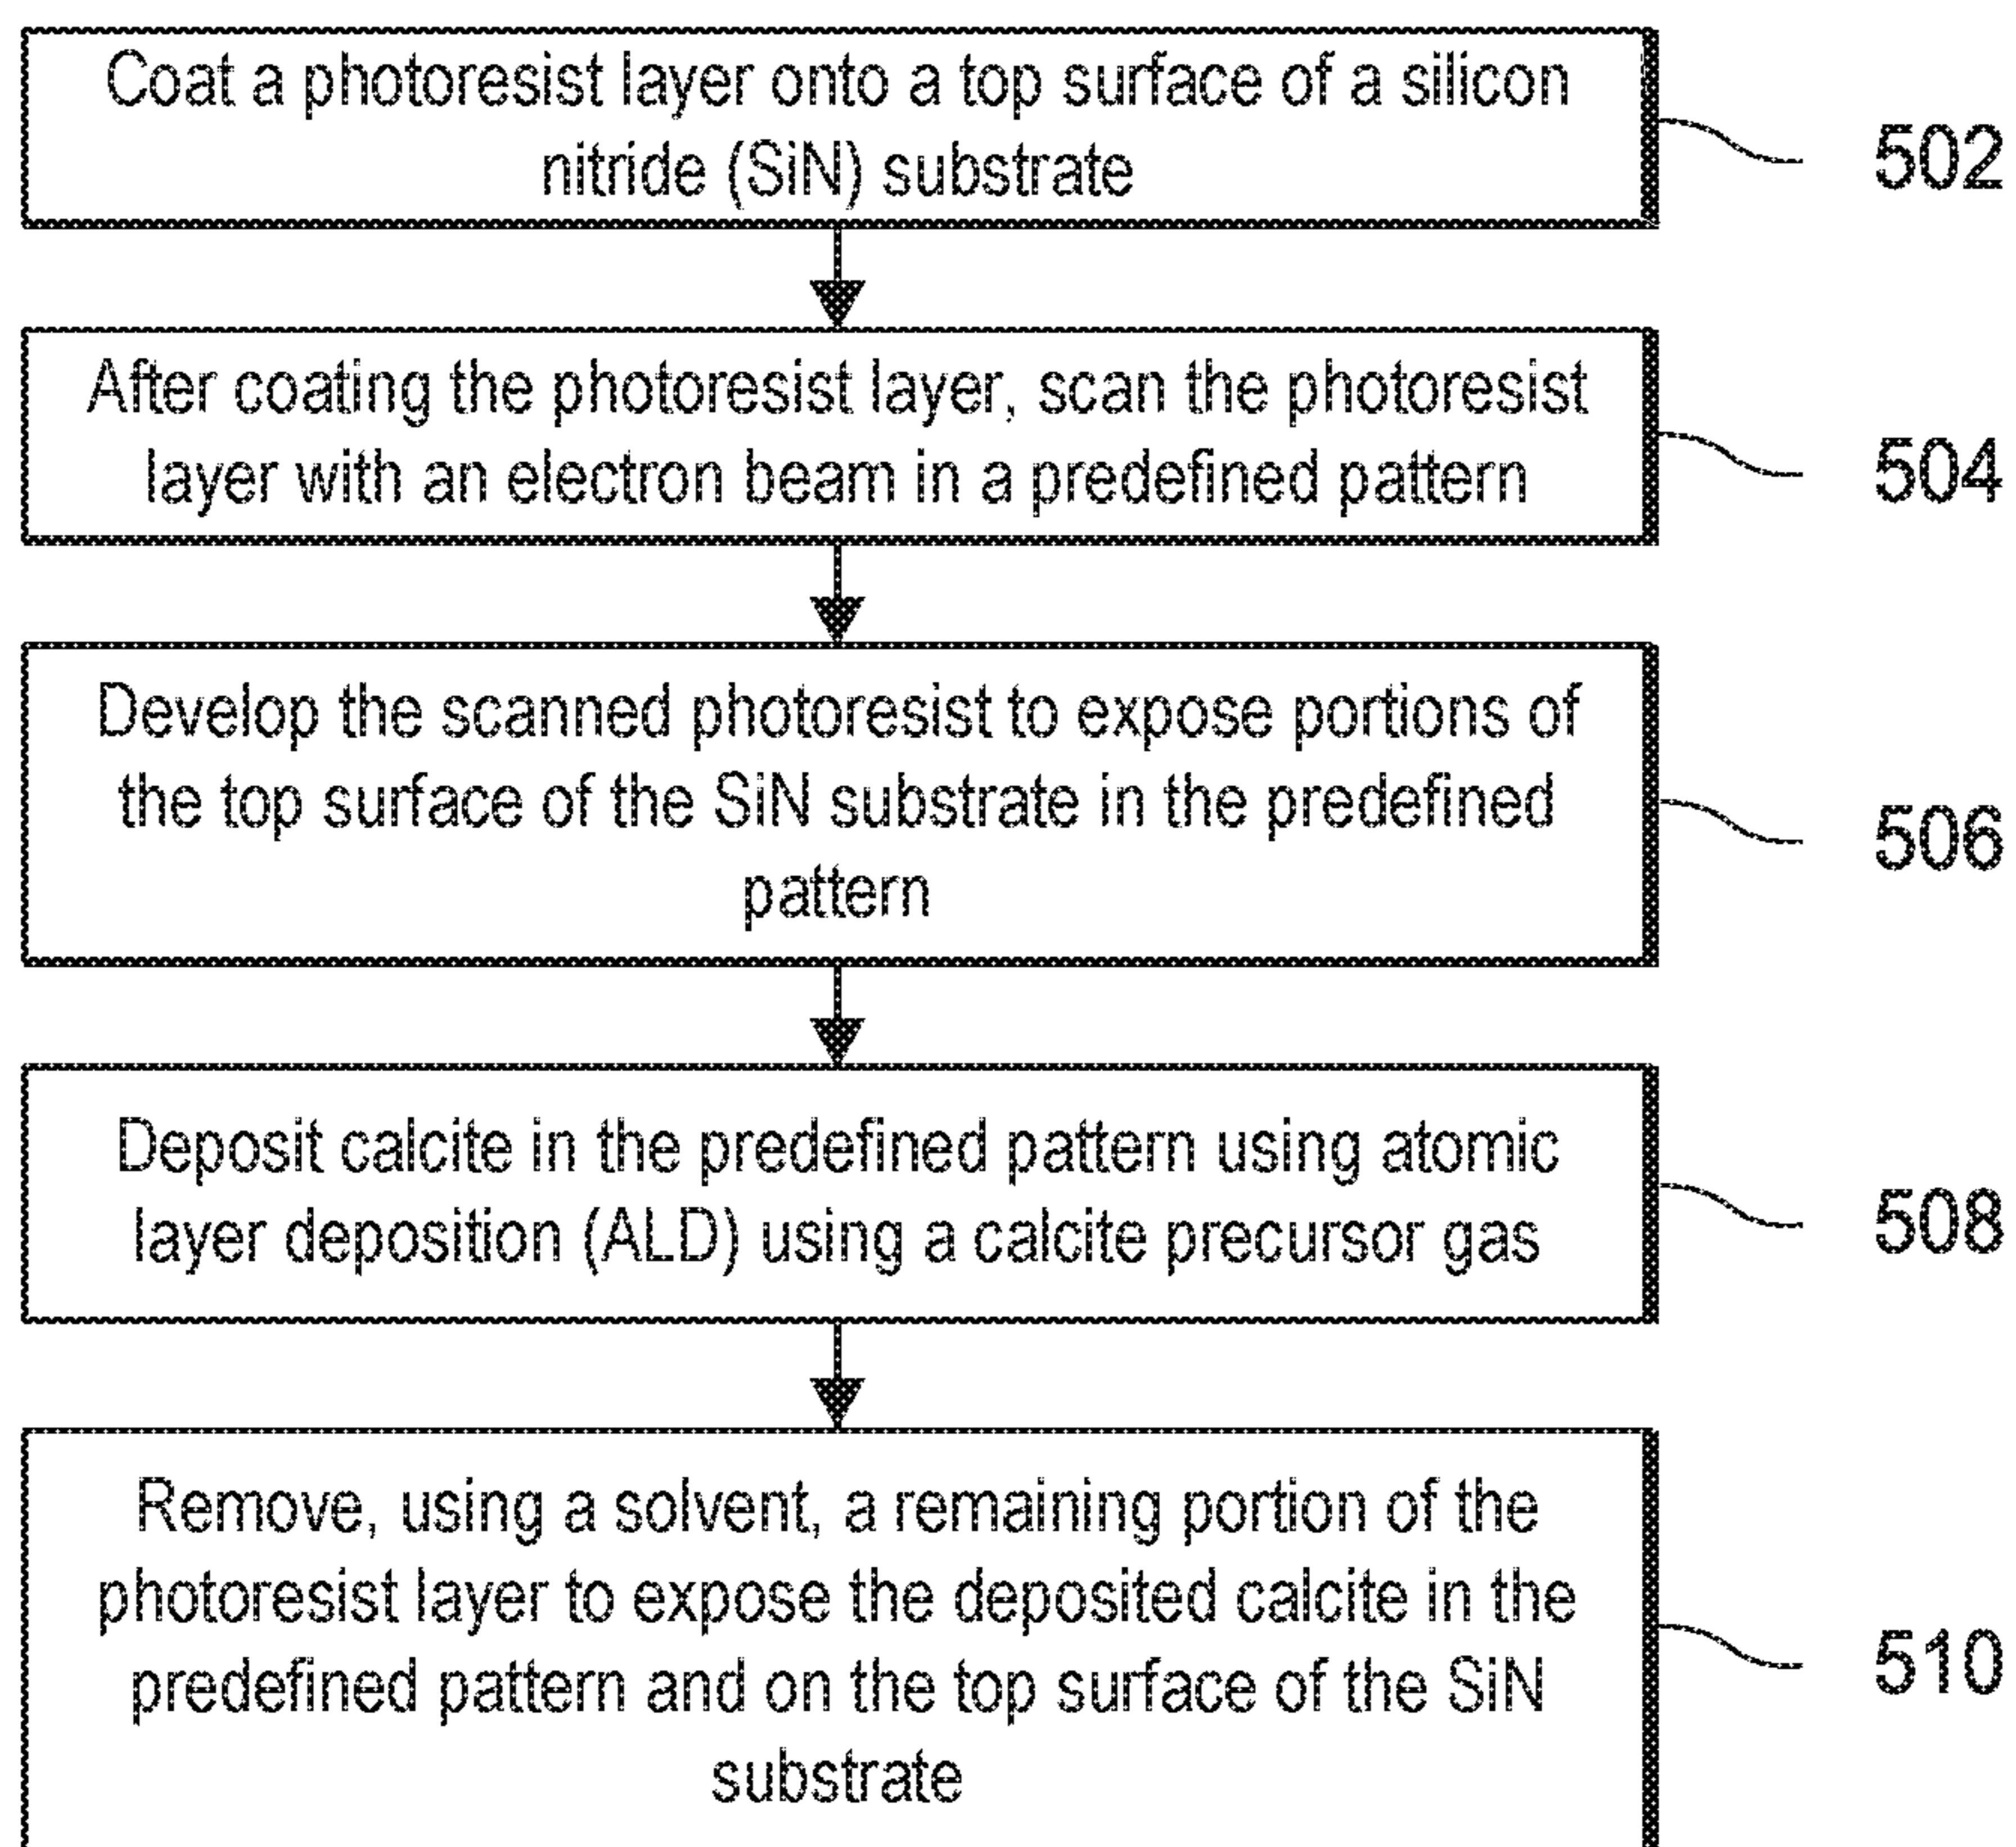 Coat a photoresist layer onto a top surface of a silicon
nitride (SiN) substrate
502
After coating the photoresist layer, scan the photoresist
layer with an electron beam in a predefined pattern
504
Develop the scanned photoresist to expose portions of
the top surface of the SiN substrate in the predefined
pattern
506
Deposit calcite in the predefined pattern using atomic
layer deposition (ALD) using a calcite precursor gas
508
Remove, using a solvent, a remaining portion of the
photoresist layer to expose the deposited calcite in the
predefined pattern and on the top surface of the SiN
substrate
510